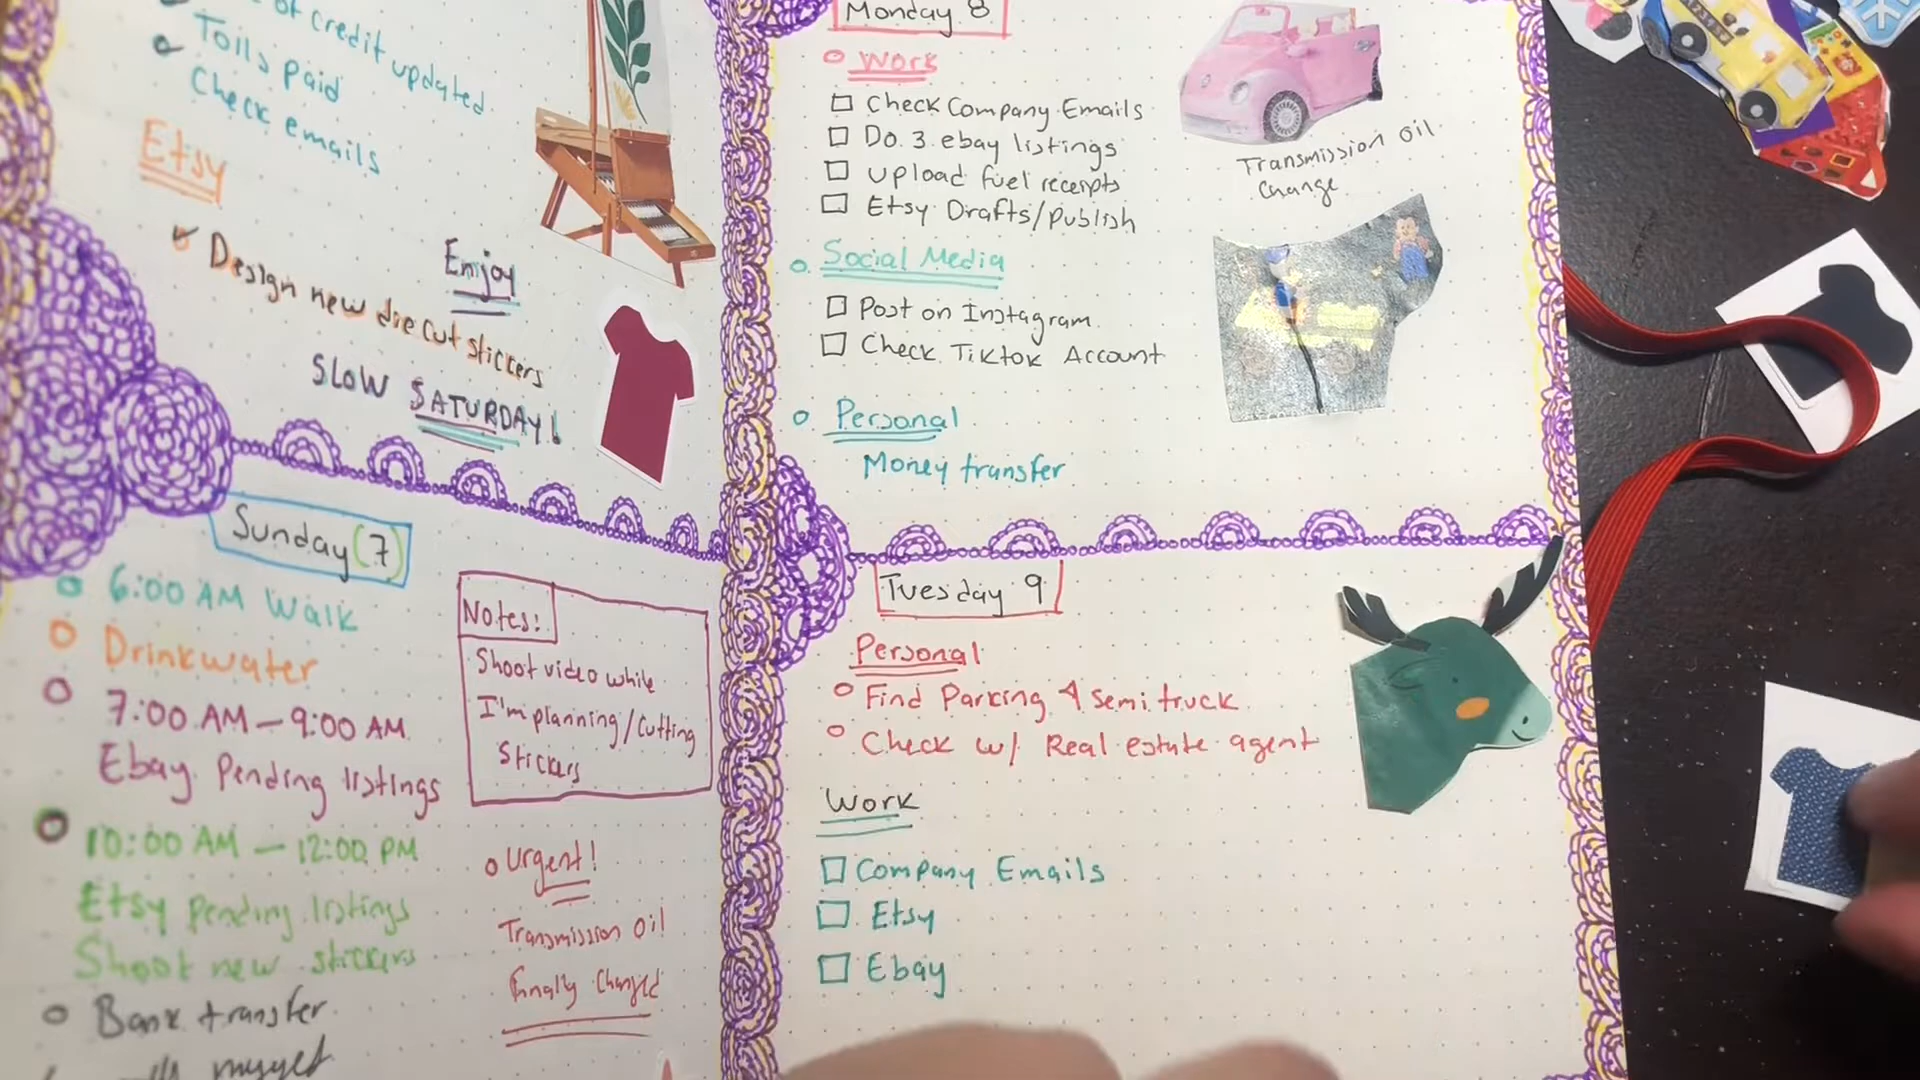 of credit updated
Tolls paid
Check emails
Etsy
Design new die cut stickers
Enjoy
SLOW SATURDAY!
Sunday (7)
6:00 AM Walk
Drink water
7:00 AM — 9:00 AM
Ebay Pending listings
10:00 AM — 12:00 PM
Etsy Pending listings
Shoot new stickers
Bank transfer
Notes:
Shoot video while
I'm planning/cutting
Stickers
Urgent!
Transmission Oil
finally changed
Monday 8
Work
Check Company Emails
Do 3 ebay listings
Upload fuel receipts
Etsy Drafts/Publish
Social Media
Post on Instagram
Check Tiktok Account
Personal
Money transfer
Transmission Oil
Change
Tuesday 9
Personal
Find Parking 4 Semi truck
Check w/ Real estate agent
Work
Company Emails
Etsy
Ebay